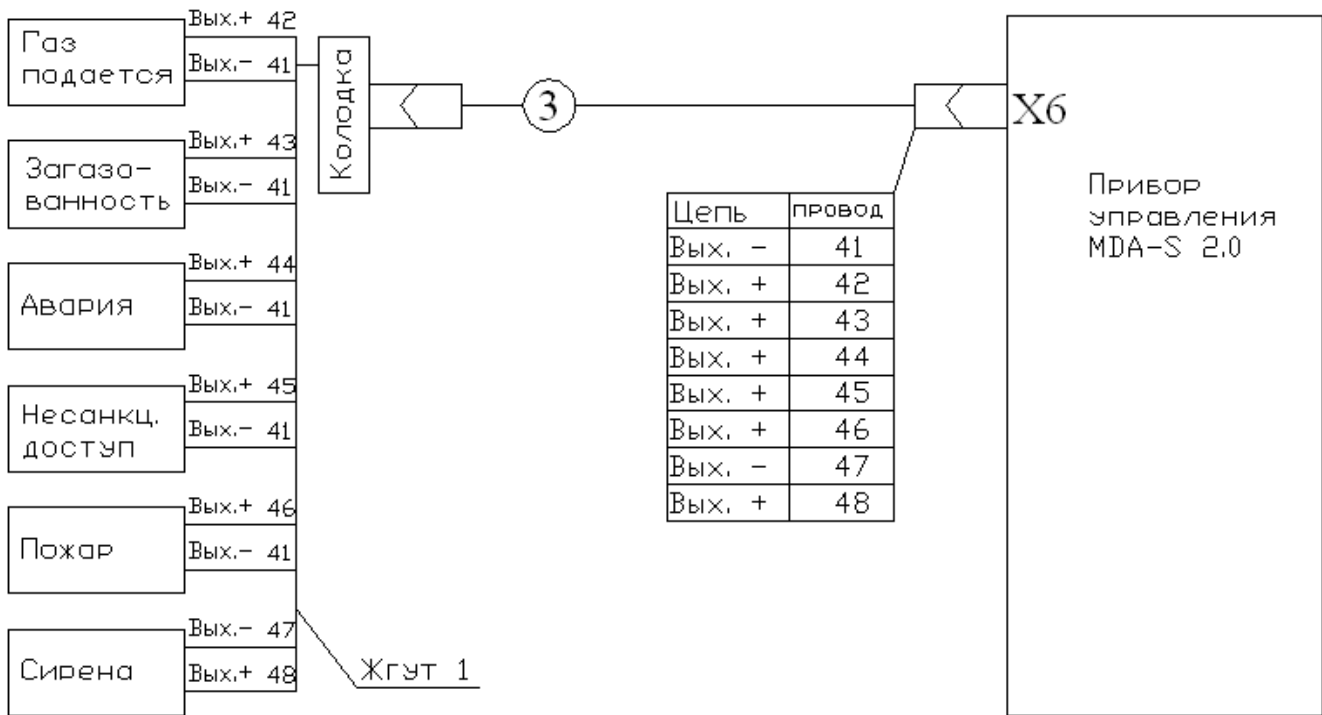 Газ
подается
Вых.+ 42
Вых.- 41
Загазо-
ванность
Вых.+ 43
Вых.- 41
Авария
Вых.+ 44
Вых.- 41
Несанкц.
доступ
Вых.+ 45
Вых.- 41
Пожар
Вых.+ 46
Вых.- 41
Сирена
Вых.- 47
Вых.+ 48
Жгут 1
Колодка
3
X6
Прибор
управления
MDA-S 2.0
Цепь провод
Вых. - 41
Вых. + 42
Вых. + 43
Вых. + 44
Вых. + 45
Вых. + 46
Вых. - 47
Вых. + 48